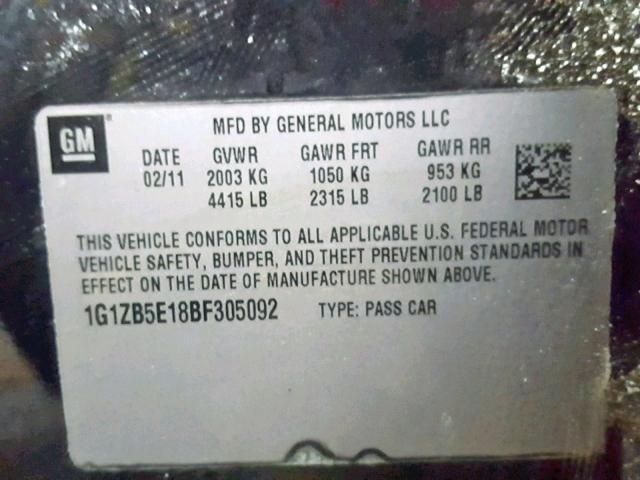 GM
MFD BY GENERAL MOTORS LLC
DATE GVWR GAWR FRT GAWR RR
02/11 2003 KG 1050 KG 953 KG
4415 LB 2315 LB 2100 LB
THIS VEHICLE CONFORMS TO ALL APPLICABLE U.S. FEDERAL MOTOR
VEHICLE SAFETY, BUMPER, AND THEFT PREVENTION STANDARDS IN
EFFECT ON THE DATE OF MANUFACTURE SHOWN ABOVE.
1G1ZB5E18BF305092 TYPE: PASS CAR